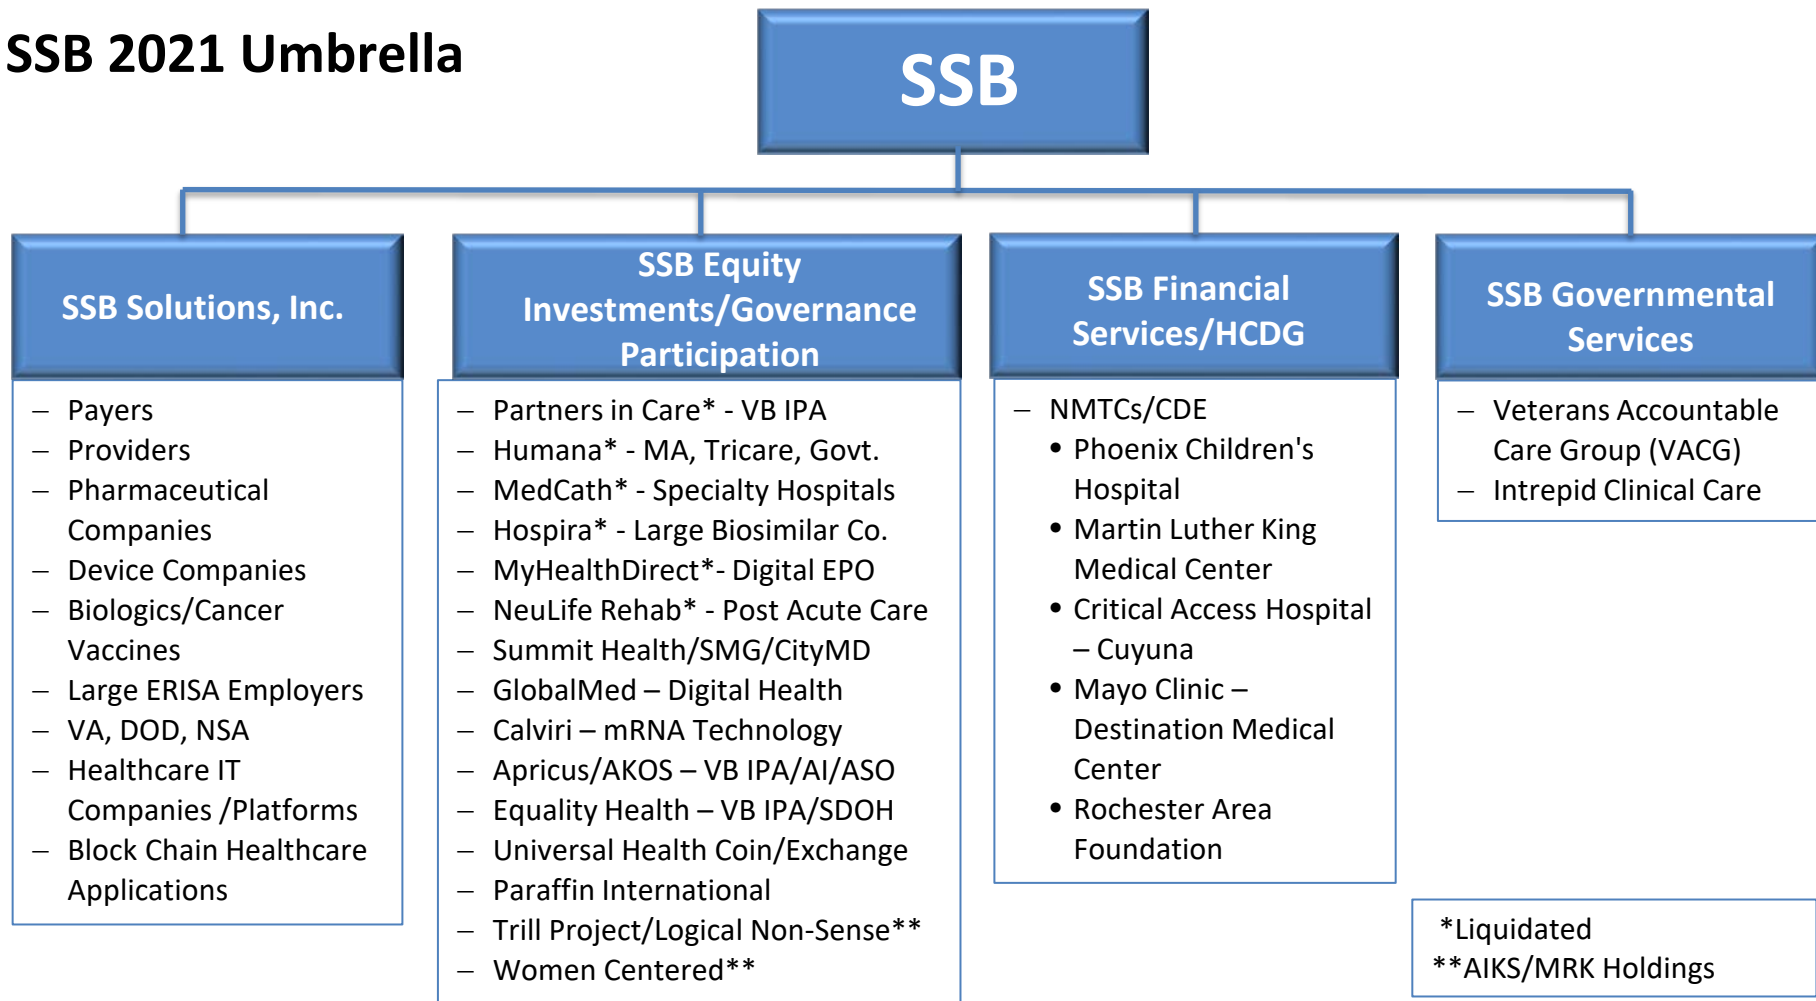 SSB 2021 Umbrella
SSB
SSB Solutions, Inc.
– Payers
– Providers
– Pharmaceutical
Companies
– Device Companies
– Biologics/Cancer
Vaccines
– Large ERISA Employers
– VA, DOD, NSA
– Healthcare IT
Companies /Platforms
– Block Chain Healthcare
Applications
SSB Equity
Investments/Governance
Participation
– Partners in Care* - VB IPA
– Humana* - MA, Tricare, Govt.
– MedCath* - Specialty Hospitals
– Hospira* - Large Biosimilar Co.
– MyHealthDirect*- Digital EPO
– NeuLife Rehab* - Post Acute Care
– Summit Health/SMG/CityMD
– GlobalMed – Digital Health
– Calviri – mRNA Technology
– Apricus/AKOS – VB IPA/AI/ASO
– Equality Health – VB IPA/SDOH
– Universal Health Coin/Exchange
– Paraffin International
– Trill Project/Logical Non-Sense**
– Women Centered**
SSB Financial
Services/HCDG
– NMTCs/CDE
• Phoenix Children's
Hospital
• Martin Luther King
Medical Center
• Critical Access Hospital
– Cuyuna
• Mayo Clinic –
Destination Medical
Center
• Rochester Area
Foundation
SSB Governmental
Services
– Veterans Accountable
Care Group (VACG)
– Intrepid Clinical Care
*Liquidated
**AIKS/MRK Holdings